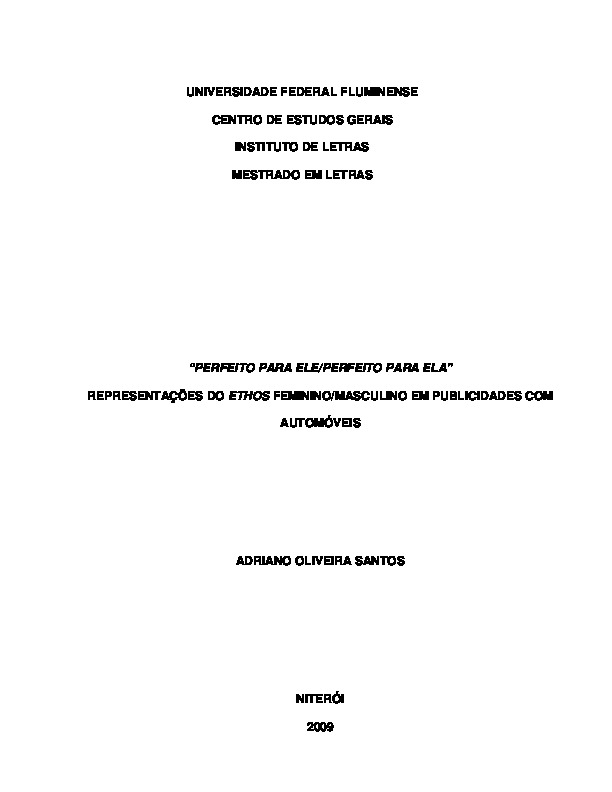 UNIVERSIDADE FEDERAL FLUMINENSE
CENTRO DE ESTUDOS GERAIS
INSTITUTO DE LETRAS
MESTRADO EM LETRAS
“PERFEITO PARA ELE/PERFEITO PARA ELA”
REPRESENTAÇÕES DO ETHOS FEMININO/MASCULINO EM PUBLICIDADES COM
AUTOMÓVEIS
ADRIANO OLIVEIRA SANTOS
NITERÓI
2009